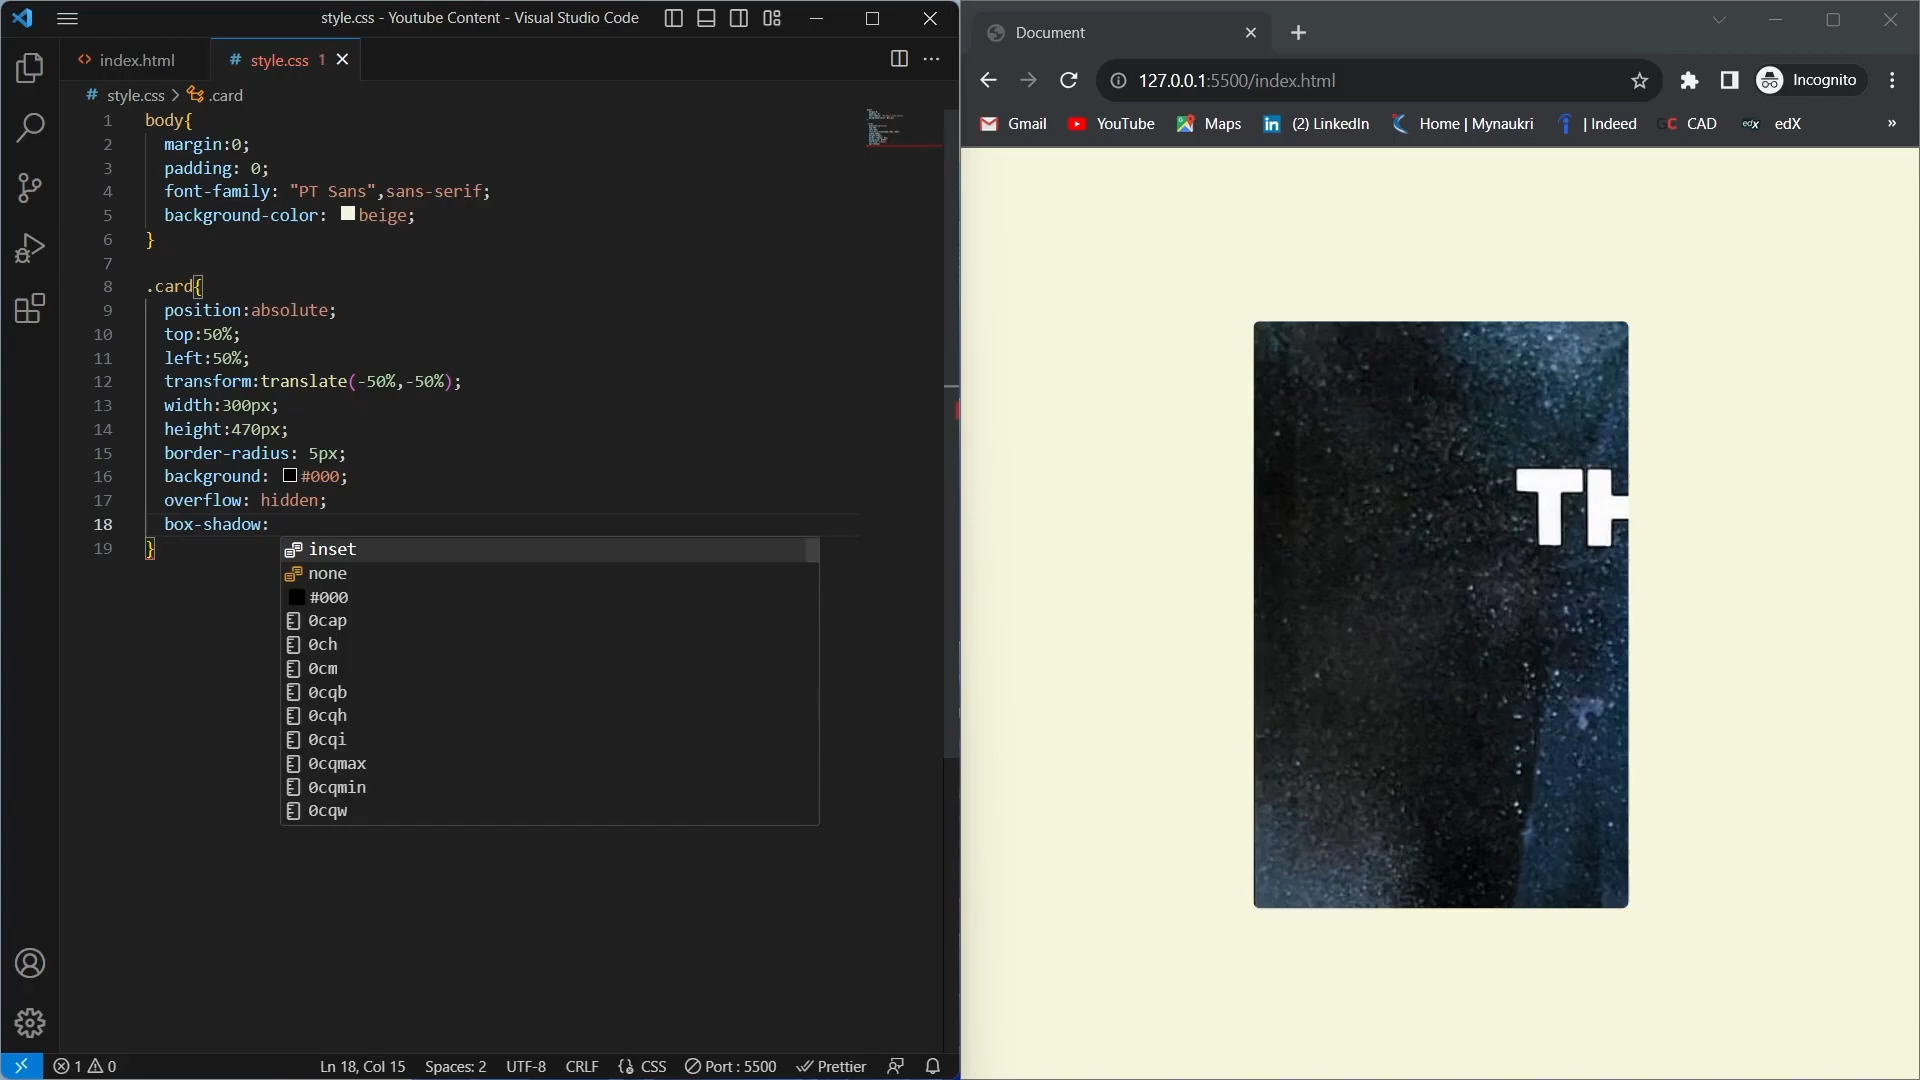 style.css - Youtube Content - Visual Studio Code
index.html
# style.css 1
# style.css > .card
1 body{
2 margin:0;
3 padding: 0;
4 font-family: "PT Sans",sans-serif;
5 background-color: beige;
6 }
7
8 .card{
9 position:absolute;
10 top:50%;
11 left:50%;
12 transform:translate(-50%,-50%);
13 width:300px;
14 height:470px;
15 border-radius: 5px;
16 background: #000;
17 overflow: hidden;
18 box-shadow:
19 }
inset
none
#000
0cap
0ch
0cm
0cqb
0cqh
0cqi
0cqmax
0cqmin
0cqw
1 0
Ln 18, Col 15
Spaces: 2
UTF-8
CRLF
{} CSS
Port : 5500
Prettier
Document
127.0.0.1:5500/index.html
Incognito
Gmail
YouTube
Maps
in (2) LinkedIn
Home | Mynaukri
| Indeed
GC CAD
edX edX
»
TH